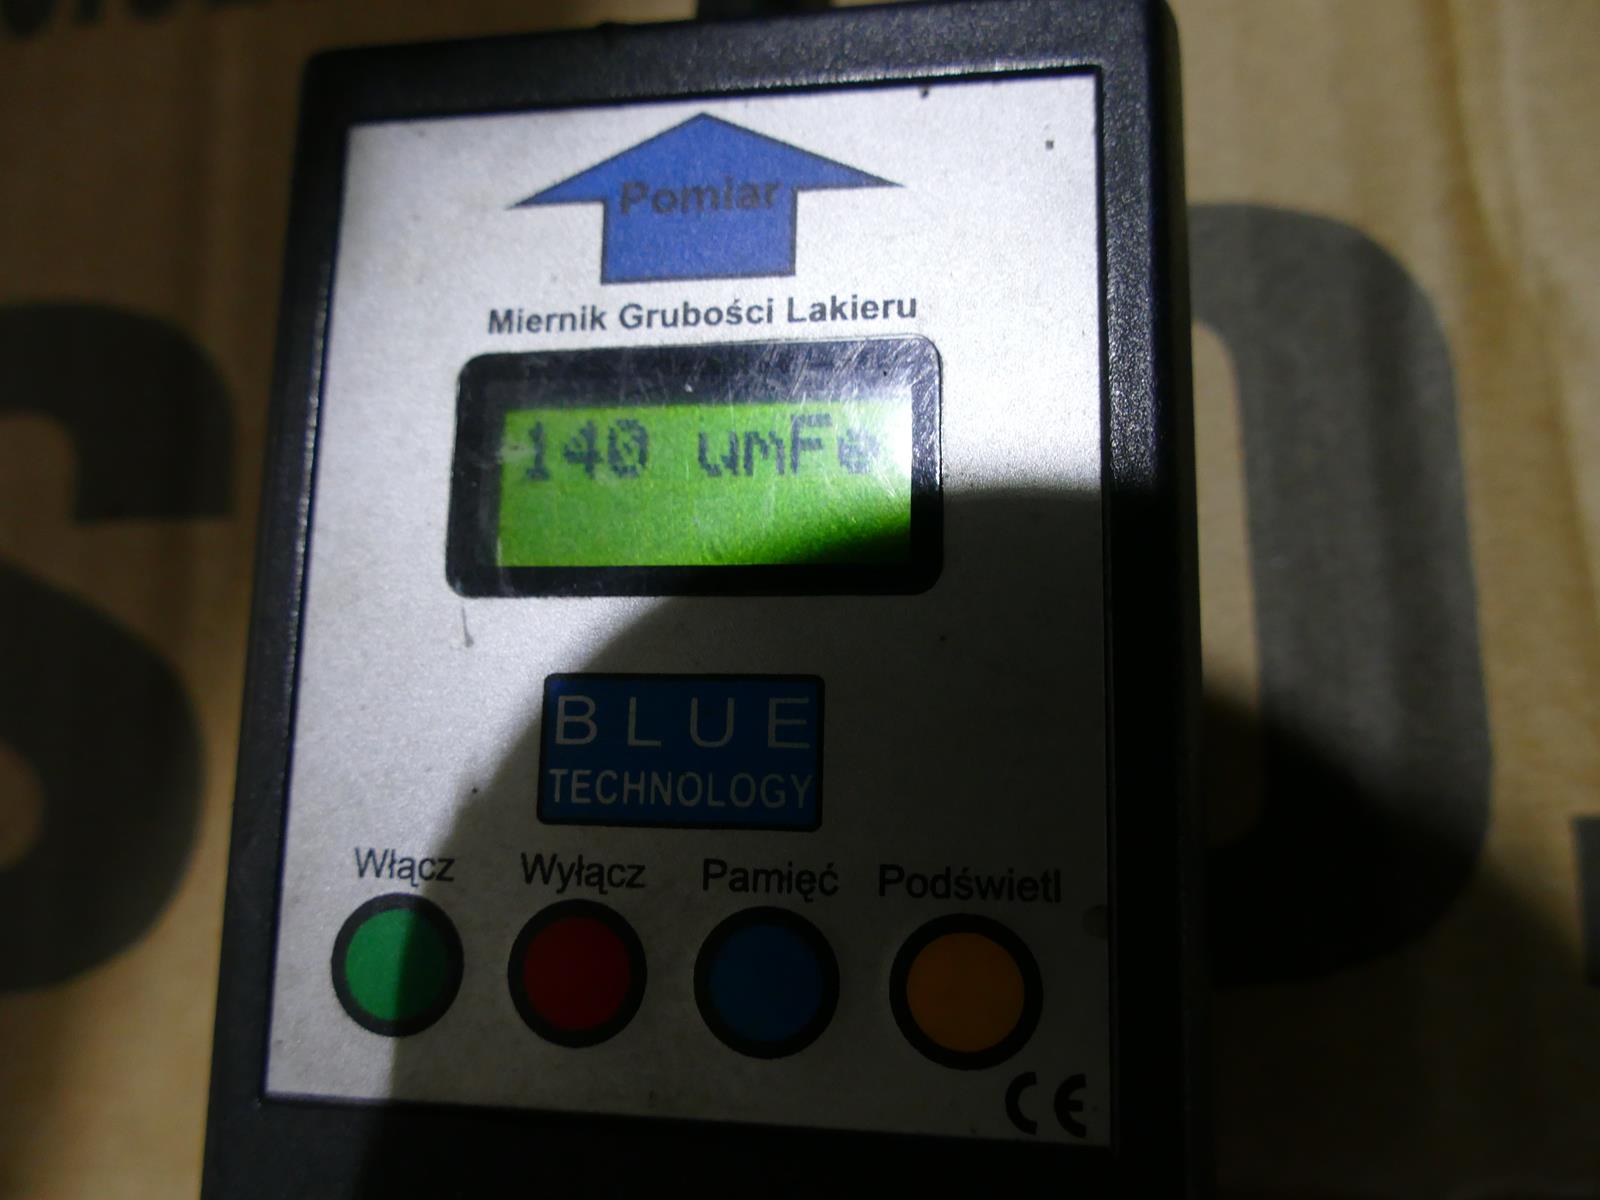 Pomiar
Miernik Grubości Lakieru
140 umFe
BLUE
TECHNOLOGY
Włącz Wyłącz Pamięć Podświetl
CE